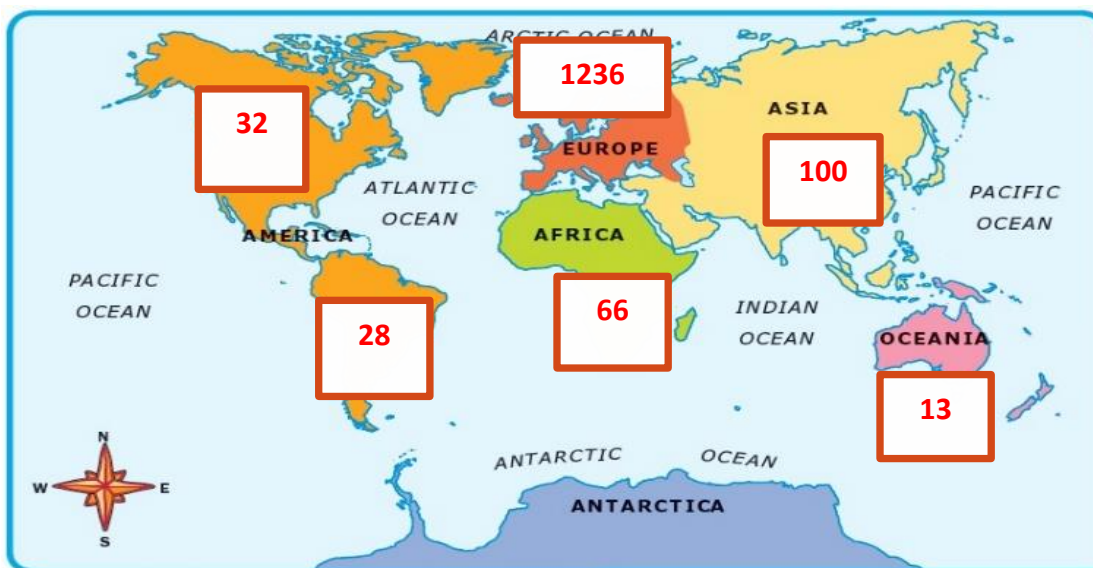 ARCTIC OCEAN
1236
32
ASIA
EUROPE
100
ATLANTIC
OCEAN
PACIFIC
OCEAN
AMERICA
AFRICA
PACIFIC
OCEAN
28
66
INDIAN
OCEAN
OCEANIA
13
N
W
E
S
ANTARCTIC OCEAN
ANTARCTICA